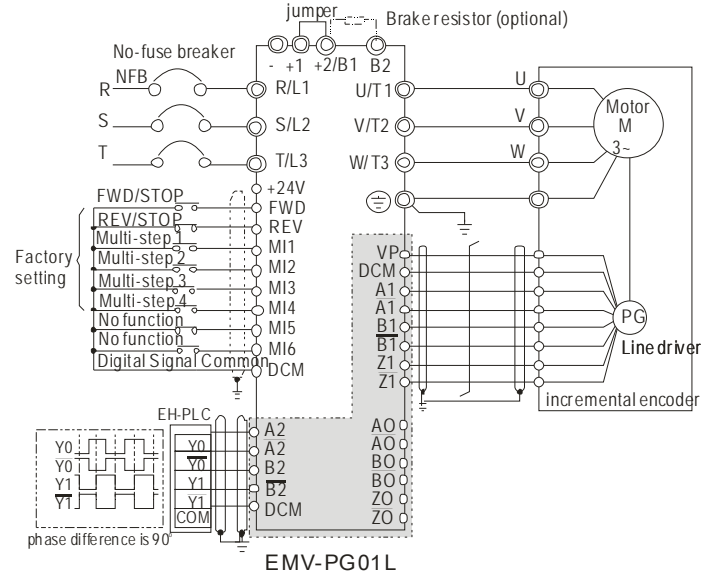 jumper
Brake resistor (optional)
No-fuse breaker
- +1 +2/B1 B2
NFB
R R/L1 U/T1 U
S S/L2 V/T2 V
T T/L3 W/T3 W
Motor
M
3~
+24V
FWD/STOP FWD
REV/STOP REV
Multi-step 1 MI1
Multi-step 2 MI2
Multi-step 3 MI3
Multi-step 4 MI4
No function MI5
No function MI6
Digital Signal Common DCM
Factory
setting
VP
DCM
A1
A1
B1
B1
Z1
Z1
PG
Line driver
incremental encoder
EH-PLC
Y0 Y0 A2
Y0 Y0 A2
Y1 Y1 B2
Y1 Y1 B2
COM DCM
AO
AO
BO
BO
ZO
ZO
phase difference is 90°
EMV-PG01L